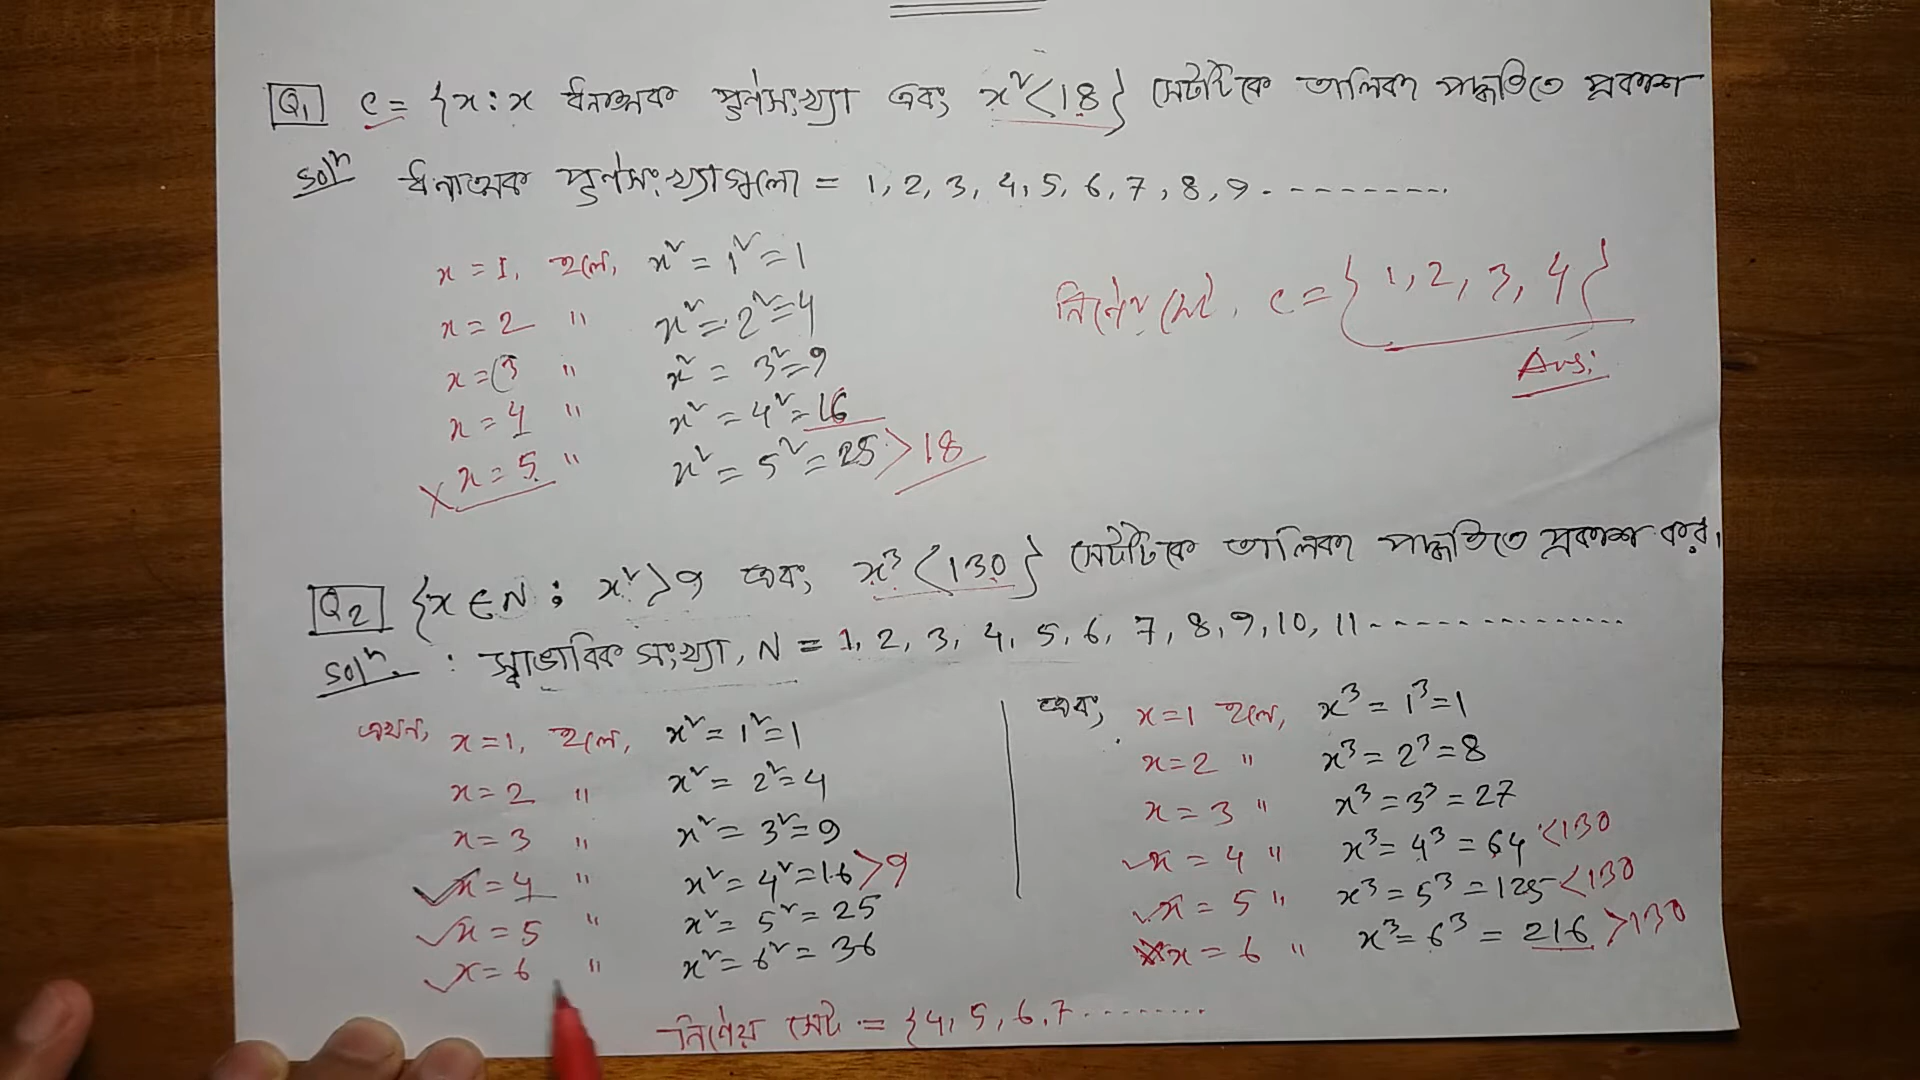 Q1 c = {x : x ধনাত্মক পূর্ণসংখ্যা এবং x² < 18} সেটটিকে তালিকা পদ্ধতিতে প্রকাশ
Solⁿ ধনাত্মক পূর্ণসংখ্যাগুলো = 1, 2, 3, 4, 5, 6, 7, 8, 9 - - - - - - - -
x = 1, হলে, x² = 1² = 1
x = 2 " x² = 2² = 4
x = 3 " x² = 3² = 9
x = 4 " x² = 4² = 16
x = 5 " x² = 5² = 25 > 18
নির্ণেয় সেট, c = {1, 2, 3, 4}
Ans:
Q2 {x ∈ N : x² > 9 এবং, x³ < 130} সেটটিকে তালিকা পদ্ধতিতে প্রকাশ কর।
Solⁿ : স্বাভাবিক সংখ্যা, N = 1, 2, 3, 4, 5, 6, 7, 8, 9, 10, 11 - - - - - - - - - - - -
এখন, x = 1, হলে, x² = 1² = 1
x = 2 " x² = 2² = 4
x = 3 " x² = 3² = 9
x = 4 " x² = 4² = 16 > 9
x = 5 " x² = 5² = 25
x = 6 " x² = 6² = 36
এবং, x = 1 হলে, x³ = 1³ = 1
x = 2 " x³ = 2³ = 8
x = 3 " x³ = 3³ = 27
x = 4 " x³ = 4³ = 64 < 130
x = 5 " x³ = 5³ = 125 < 130
x = 6 " x³ = 6³ = 216 > 130
নির্ণেয় সেট = {4, 5, 6, 7 - - - - - - - -